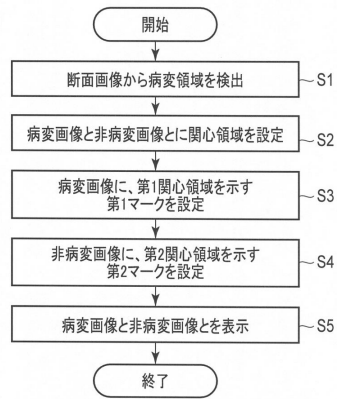 開始
断面画像から病変領域を検出 S1
病変画像と非病変画像とに関心領域を設定 S2
病変画像に、第1関心領域を示す
第1マークを設定 S3
非病変画像に、第2関心領域を示す
第2マークを設定 S4
病変画像と非病変画像とを表示 S5
終了